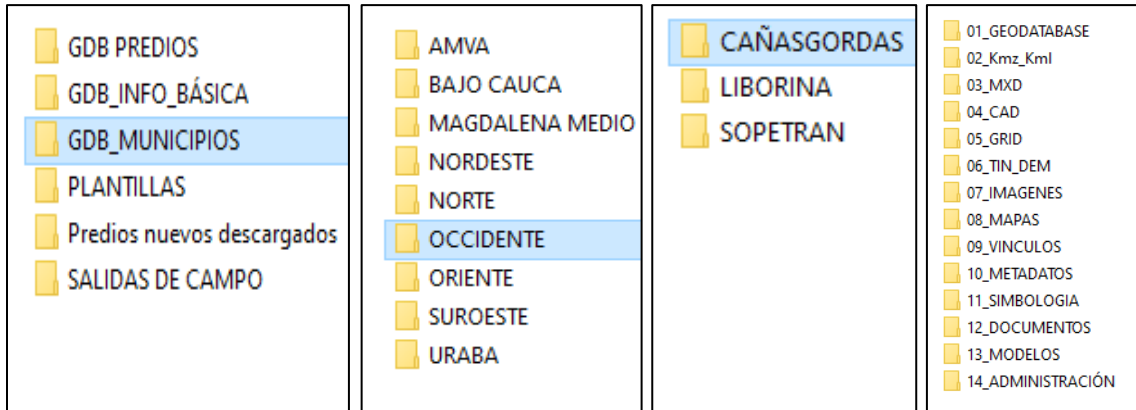 GDB PREDIOS
GDB_INFO_BÁSICA
GDB_MUNICIPIOS
PLANTILLAS
Predios nuevos descargados
SALIDAS DE CAMPO
AMVA
BAJO CAUCA
MAGDALENA MEDIO
NORDESTE
NORTE
OCCIDENTE
ORIENTE
SUROESTE
URABA
CAÑASGORDAS
LIBORINA
SOPETRAN
01_GEODATABASE
02_Kmz_Kml
03_MXD
04_CAD
05_GRID
06_TIN_DEM
07_IMAGENES
08_MAPAS
09_VINCULOS
10_METADATOS
11_SIMBOLOGIA
12_DOCUMENTOS
13_MODELOS
14_ADMINISTRACIÓN